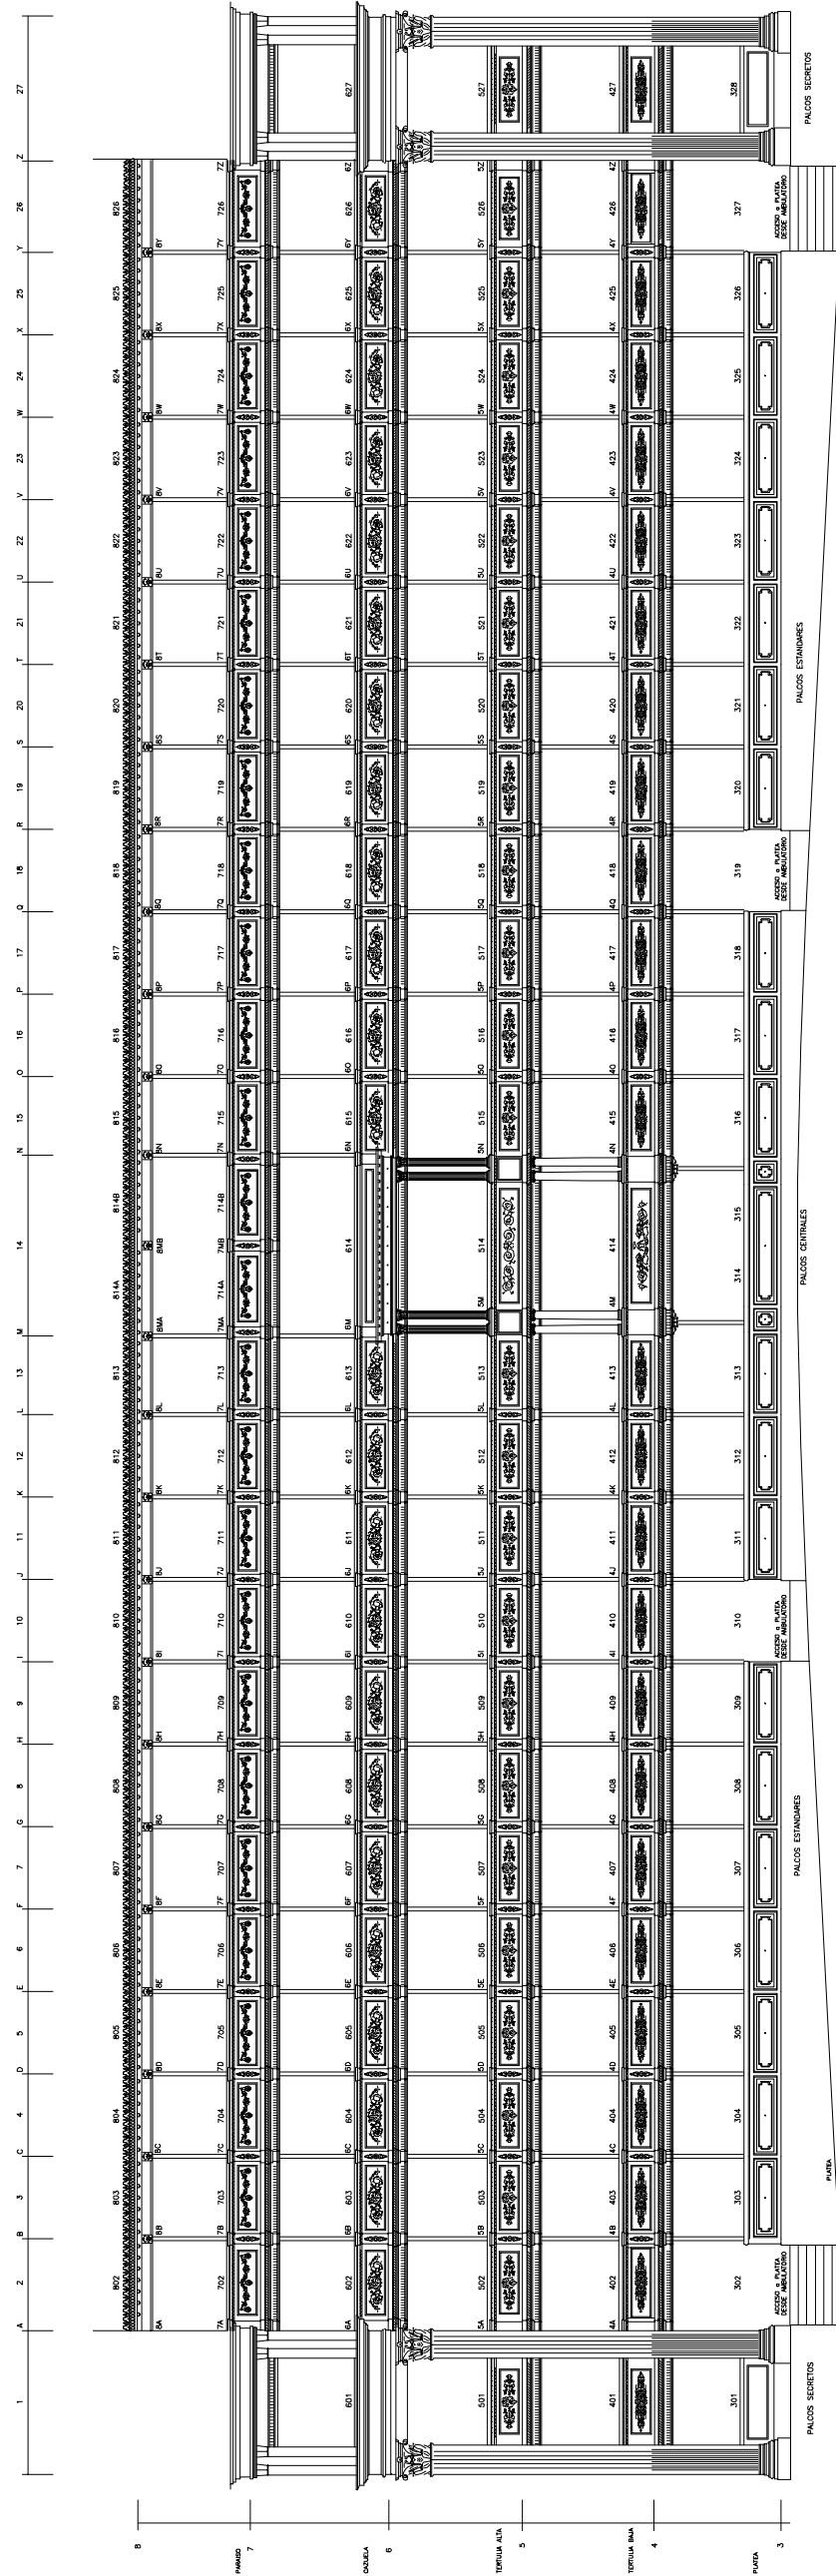 1 A 2 B 3 C 4 D 5 E 6 F 7 G 8 H 9 I 10 J 11 K 12 L 13 M 14 N 15 O 16 P 17 Q 18 R 19 S 20 T 21 U 22 V 23 W 24 X 25 Y 26 Z 27
8
802 803 804 805 806 807 808 809 810 811 812 813 814A 814B 815 816 817 818 819 820 821 822 823 824 825 826
8A 8B 8C 8D 8E 8F 8G 8H 8I 8J 8K 8L 8MA 8MB 8N 8O 8P 8Q 8R 8S 8T 8U 8V 8W 8X 8Y
702 703 704 705 706 707 708 709 710 711 712 713 714A 714B 715 716 717 718 719 720 721 722 723 724 725 726
7A 7B 7C 7D 7E 7F 7G 7H 7I 7J 7K 7L 7MA 7MB 7N 7O 7P 7Q 7R 7S 7T 7U 7V 7W 7X 7Y 7Z
PARAISO
7
601 602 603 604 605 606 607 608 609 610 611 612 613 614 615 616 617 618 619 620 621 622 623 624 625 626 627
6A 6B 6C 6D 6E 6F 6G 6H 6I 6J 6K 6L 6M 6N 6O 6P 6Q 6R 6S 6T 6U 6V 6W 6X 6Y 6Z
CAZUELA
6
501 502 503 504 505 506 507 508 509 510 511 512 513 514 515 516 517 518 519 520 521 522 523 524 525 526 527
5A 5B 5C 5D 5E 5F 5G 5H 5I 5J 5K 5L 5M 5N 5O 5P 5Q 5R 5S 5T 5U 5V 5W 5X 5Y 5Z
TERTULIA ALTA
5
401 402 403 404 405 406 407 408 409 410 411 412 413 414 415 416 417 418 419 420 421 422 423 424 425 426 427
4A 4B 4C 4D 4E 4F 4G 4H 4I 4J 4K 4L 4M 4N 4O 4P 4Q 4R 4S 4T 4U 4V 4W 4X 4Y 4Z
TERTULIA BAJA
4
301 302 303 304 305 306 307 308 309 310 311 312 313 314 315 316 317 318 319 320 321 322 323 324 325 326 327 328
PLATEA
3
ACCESO a PLATEA
DESDE AMBULATORIO
ACCESO a PLATEA
DESDE AMBULATORIO
ACCESO a PLATEA
DESDE AMBULATORIO
ACCESO a PLATEA
DESDE AMBULATORIO
PALCOS SECRETOS
PALCOS ESTANDARES
PALCOS CENTRALES
PALCOS ESTANDARES
PALCOS SECRETOS
PLATEA